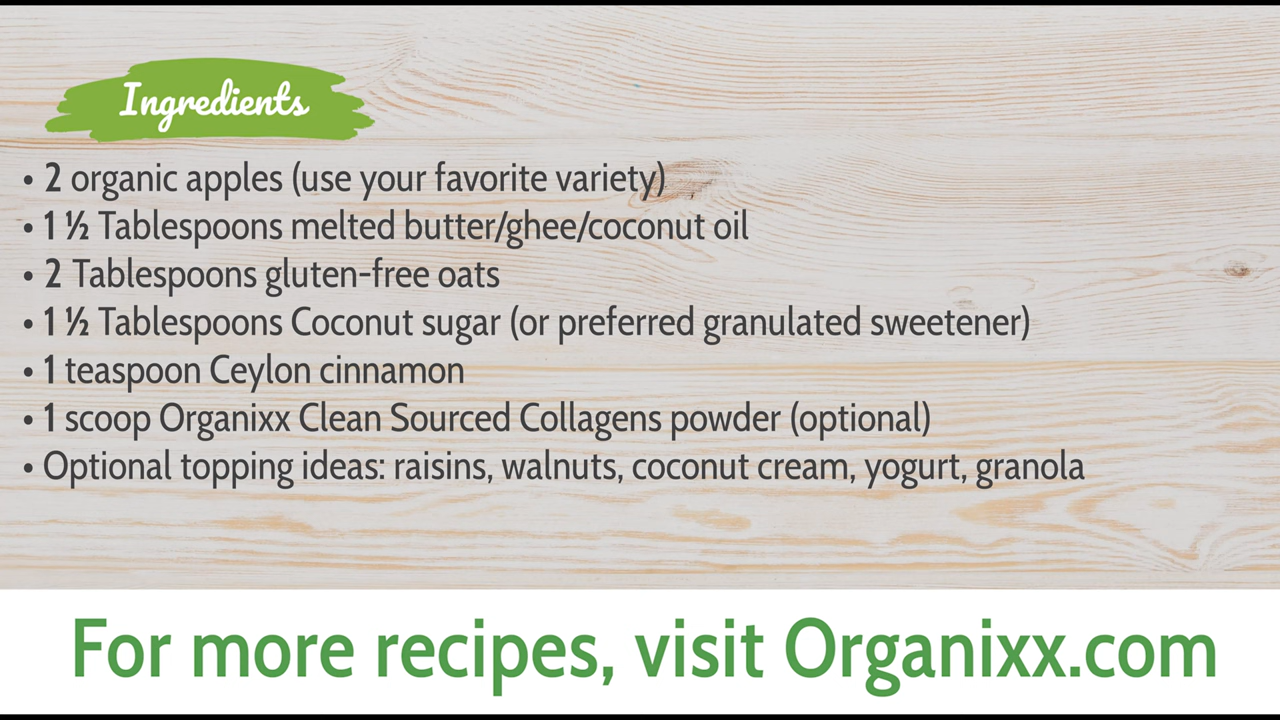 Ingredients
• 2 organic apples (use your favorite variety)
• 1 ½ Tablespoons melted butter/ghee/coconut oil
• 2 Tablespoons gluten-free oats
• 1 ½ Tablespoons Coconut sugar (or preferred granulated sweetener)
• 1 teaspoon Ceylon cinnamon
• 1 scoop Organixx Clean Sourced Collagens powder (optional)
• Optional topping ideas: raisins, walnuts, coconut cream, yogurt, granola
For more recipes, visit Organixx.com